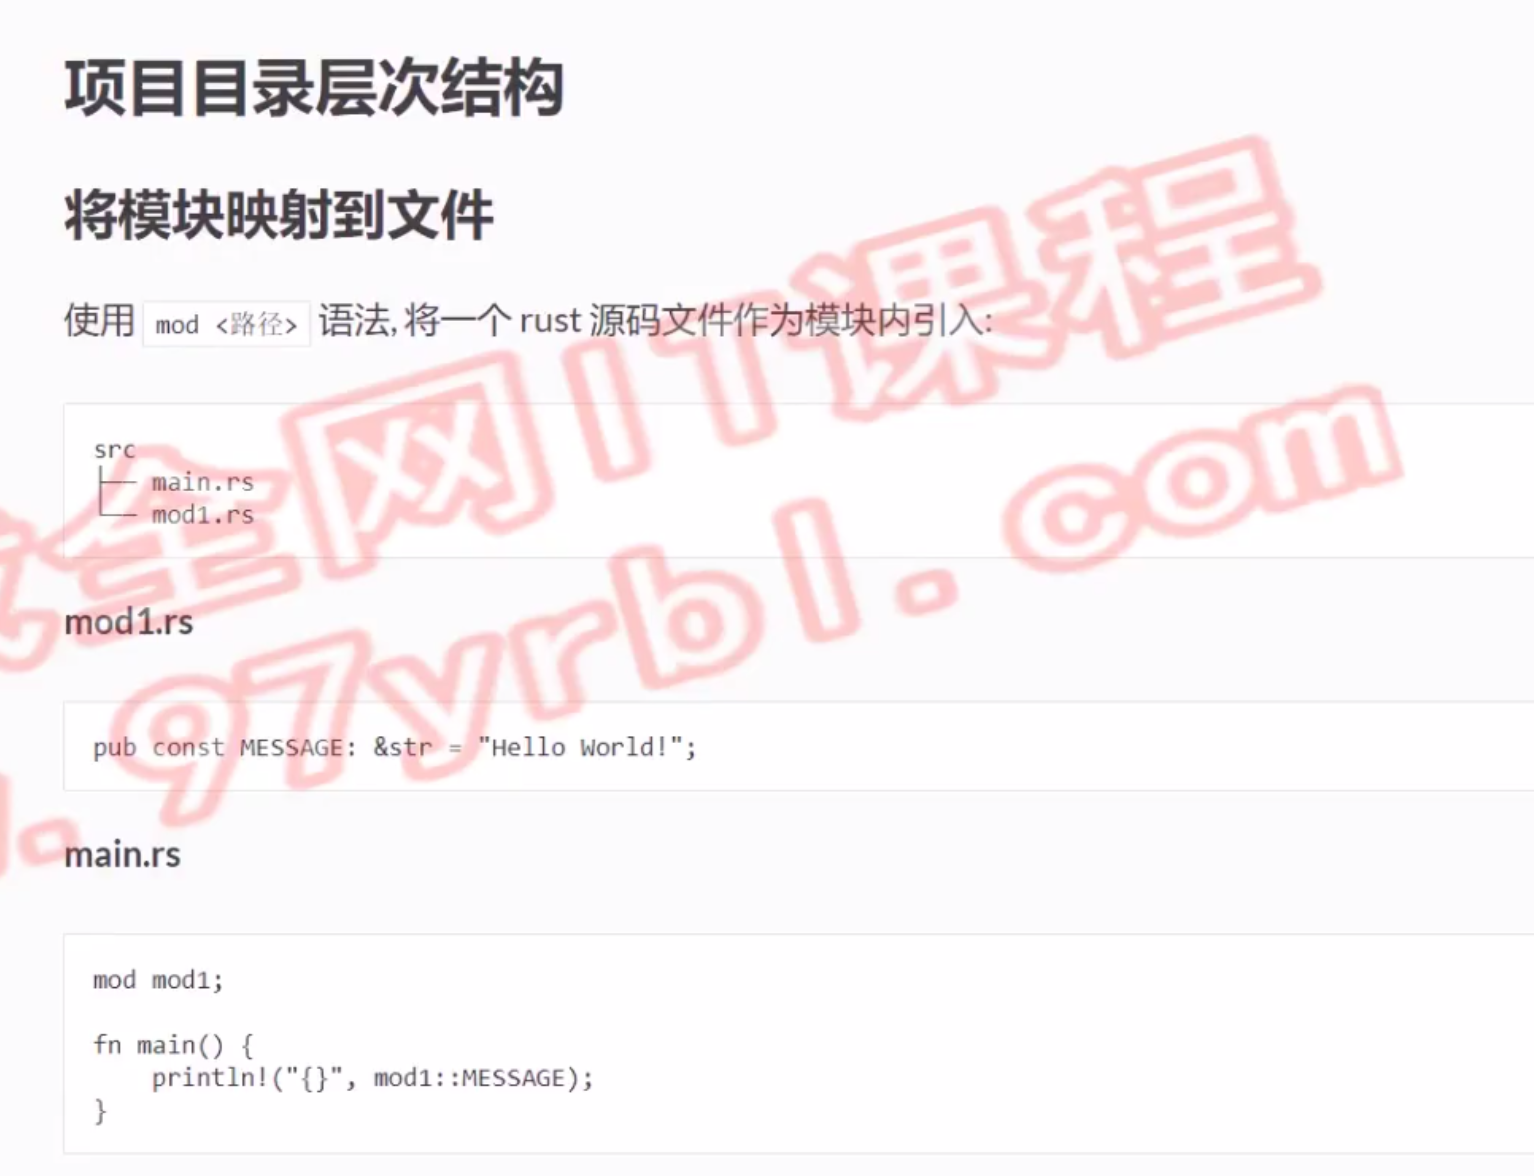 项目目录层次结构
将模块映射到文件
使用 mod <路径> 语法, 将一个 rust 源码文件作为模块内引入:
src
├── main.rs
└── mod1.rs
mod1.rs
pub const MESSAGE: &str = "Hello World!";
main.rs
mod mod1;
fn main() {
    println!("{}", mod1::MESSAGE);
}
全网IT课程
.97yrbl.com